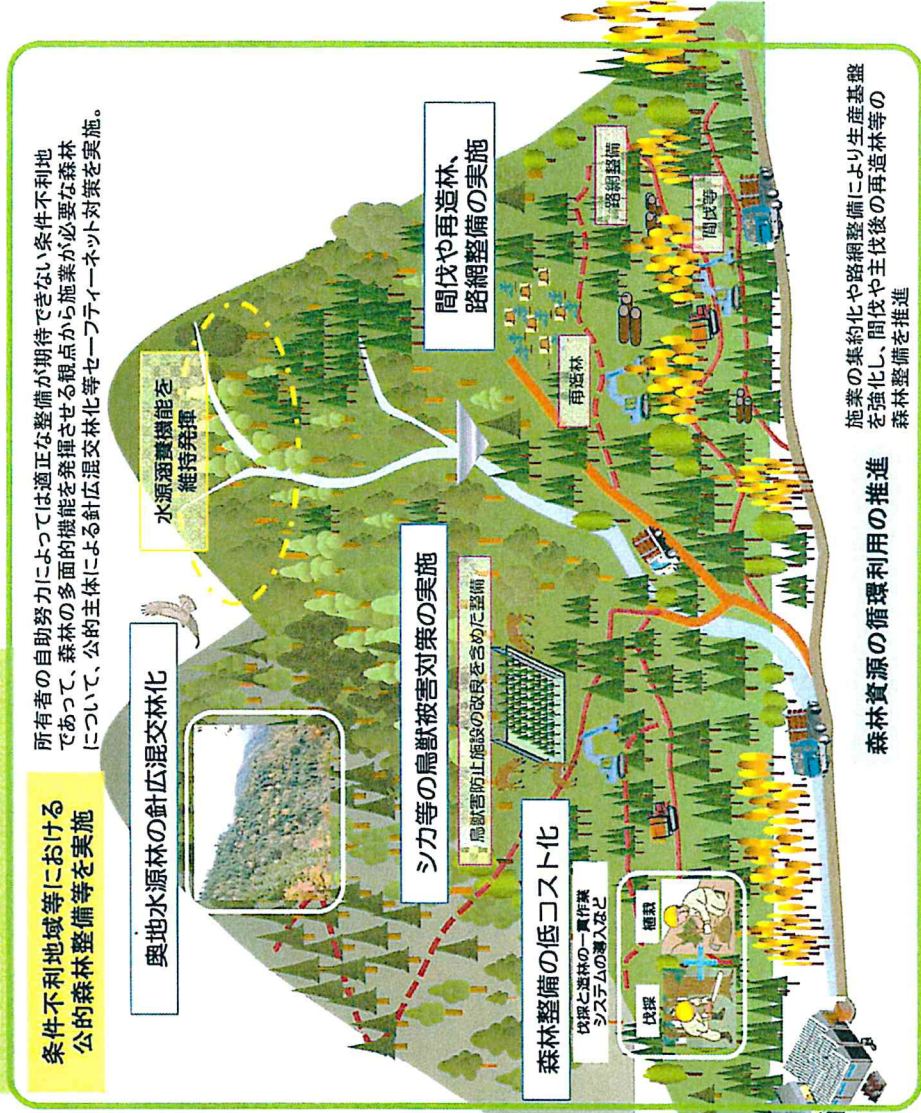 条件不利地域等における
公的森林整備等を実施
所有者の自助努力によっては適正な整備が期待できない条件不利地
であって、森林の多面的機能を発揮させる観点から施業が必要な森林
について、公的主体による針広混交林化等セーフティーネット対策を実施。
奥地水源林の針広混交林化
水源涵養機能を
維持発揮
シカ等の鳥獣被害対策の実施
鳥獣害防止施設の改良を含めた整備
間伐や再造林、
路網整備の実施
路網整備
間伐等
再造林
森林整備の低コスト化
伐採と造林の一貫作業
システムの導入など
伐採
植栽
森林資源の循環利用の推進
施業の集約化や路網整備により生産基盤
を強化し、間伐や主伐後の再造林等の
森林整備を推進